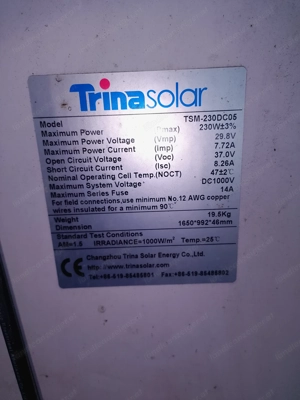 Trinasolar
Model TSM-230DC05
Maximum Power (Pmax) 230W±3%
Maximum Power Voltage (Vmp) 29.8V
Maximum Power Current (Imp) 7.72A
Open Circuit Voltage (Voc) 37.0V
Short Circuit Current (Isc) 8.26A
Nominal Operating Cell Temp.(NOCT) 47±2℃
Maximum System Voltage DC1000V
Maximum Series Fuse 14A
For field connections,use minimum No.12 AWG copper
wires insulated for a minimum 90℃
Weight 19.5Kg
Dimension 1650*992*46mm
Standard Test Conditions
AM=1.5 IRRADIANCE=1000W/m² Temp.=25℃
Changzhou Trina Solar Energy Co.,Ltd.
http://www.trinasolar.com